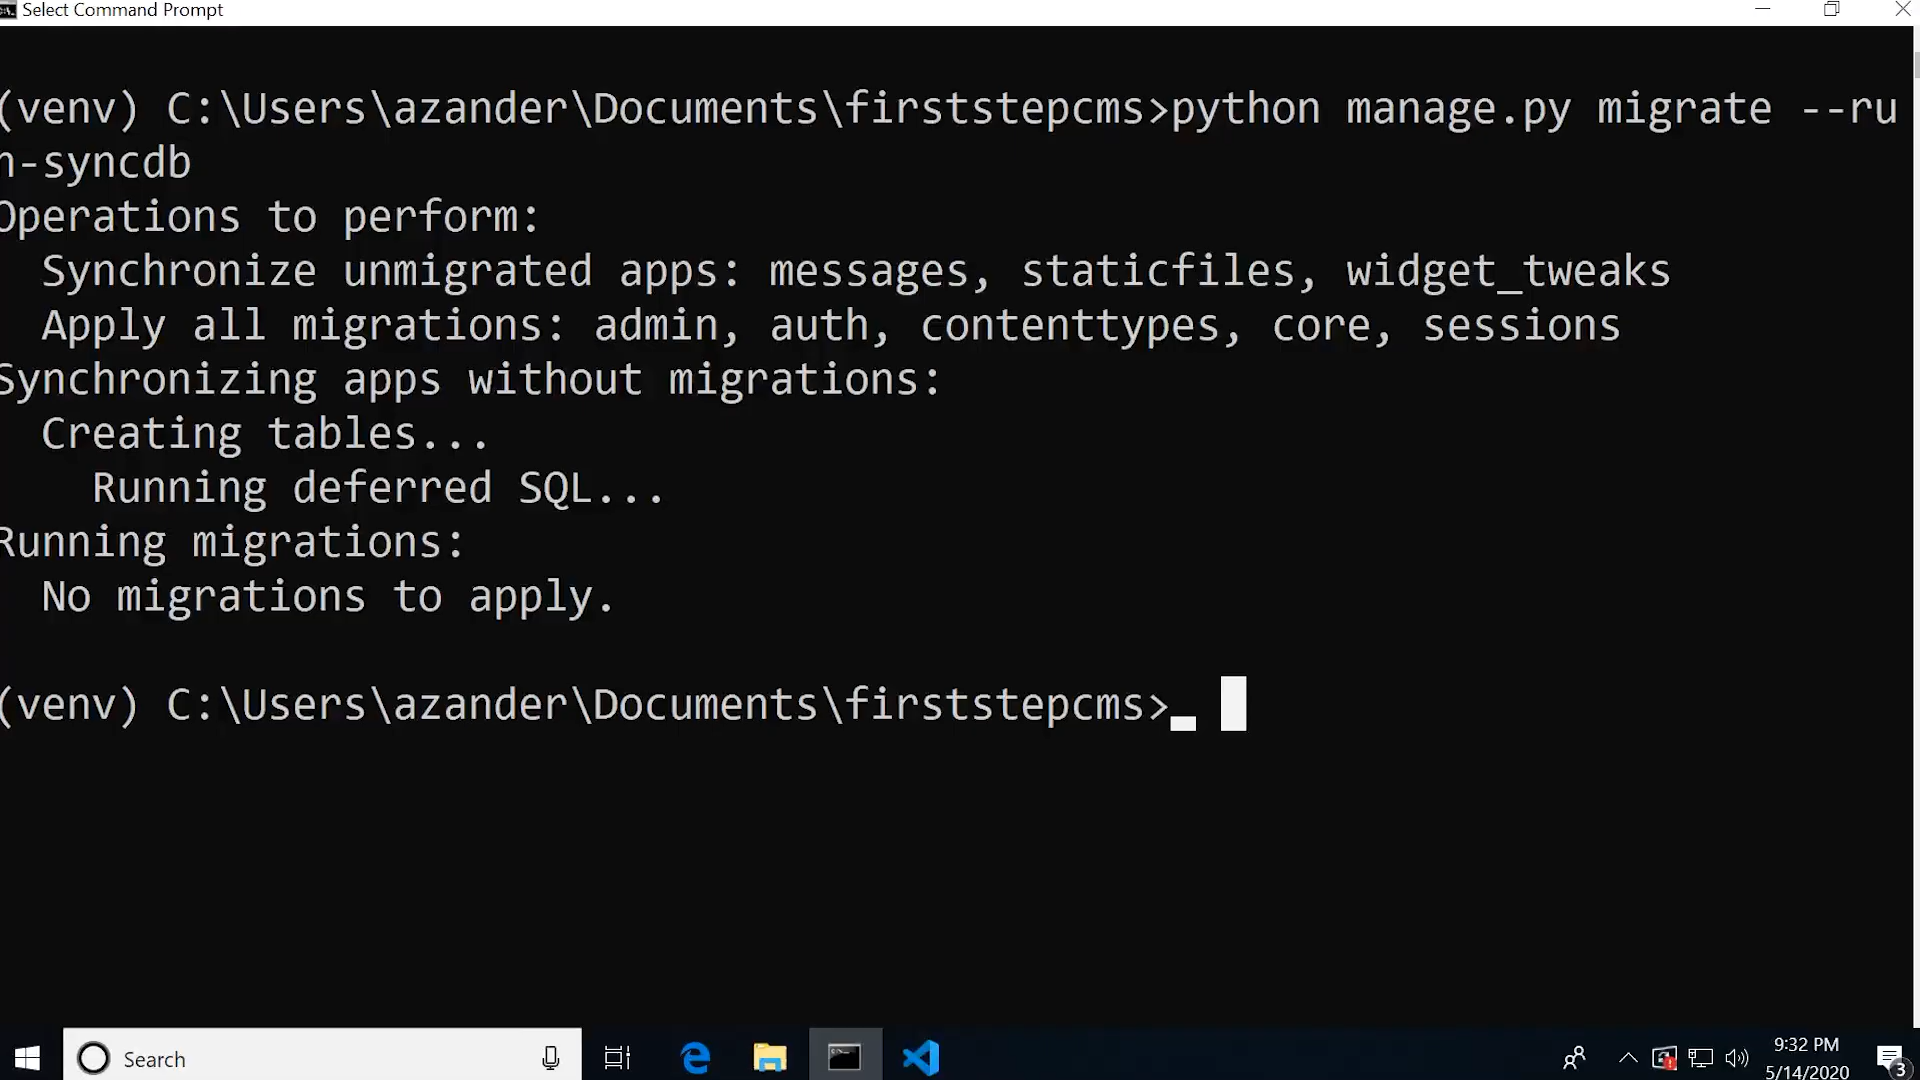 Select Command Prompt
(venv) C:\Users\azander\Documents\firststepcms>python manage.py migrate --ru
n-syncdb
Operations to perform:
Synchronize unmigrated apps: messages, staticfiles, widget_tweaks
Apply all migrations: admin, auth, contenttypes, core, sessions
Synchronizing apps without migrations:
Creating tables...
Running deferred SQL...
Running migrations:
No migrations to apply.
(venv) C:\Users\azander\Documents\firststepcms>_
Search
9:32 PM
5/14/2020
3